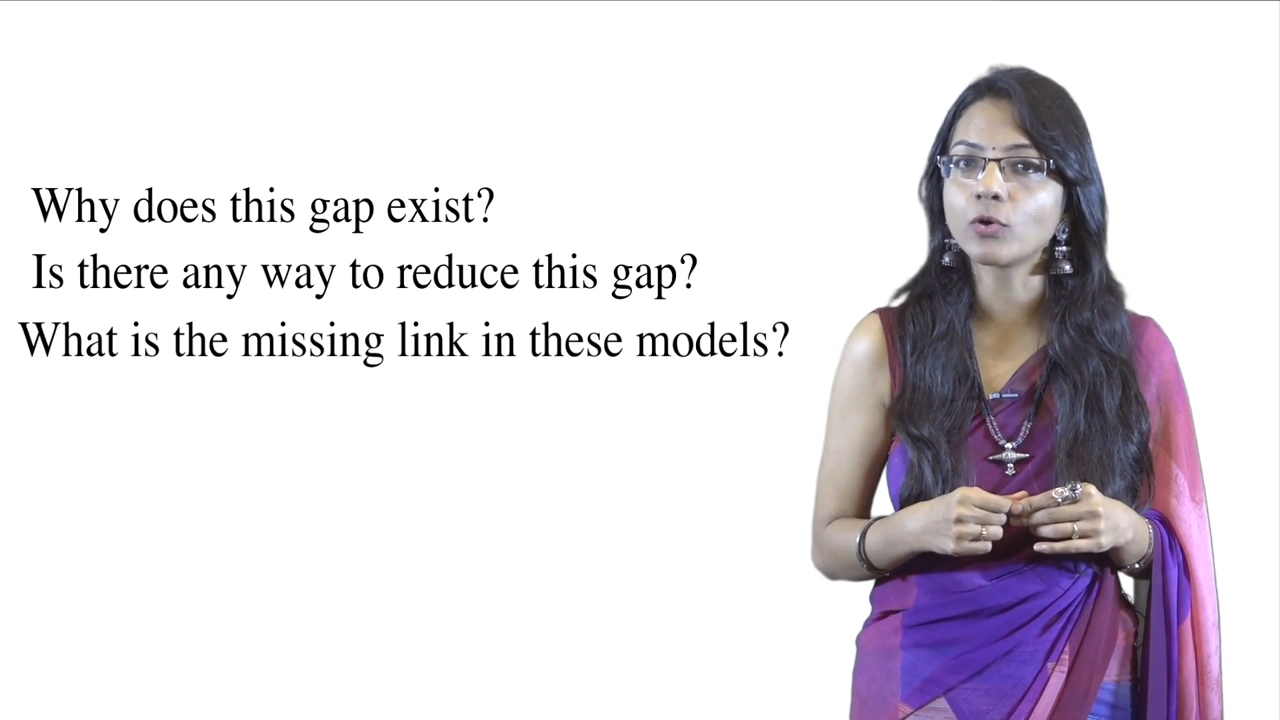 Why does this gap exist?
Is there any way to reduce this gap?
What is the missing link in these models?